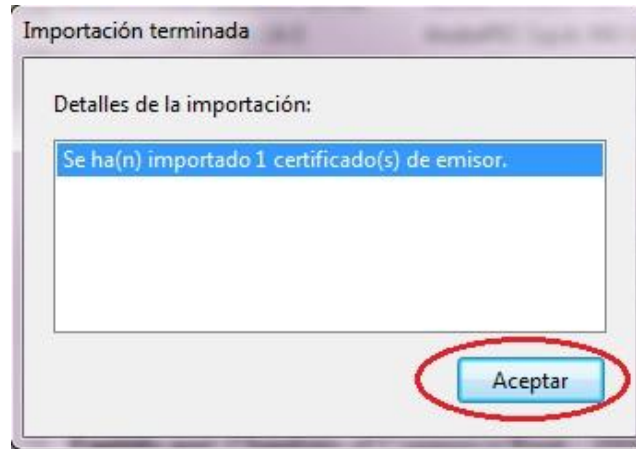 Importación terminada
Detalles de la importación:
Se ha(n) importado 1 certificado(s) de emisor.
Aceptar